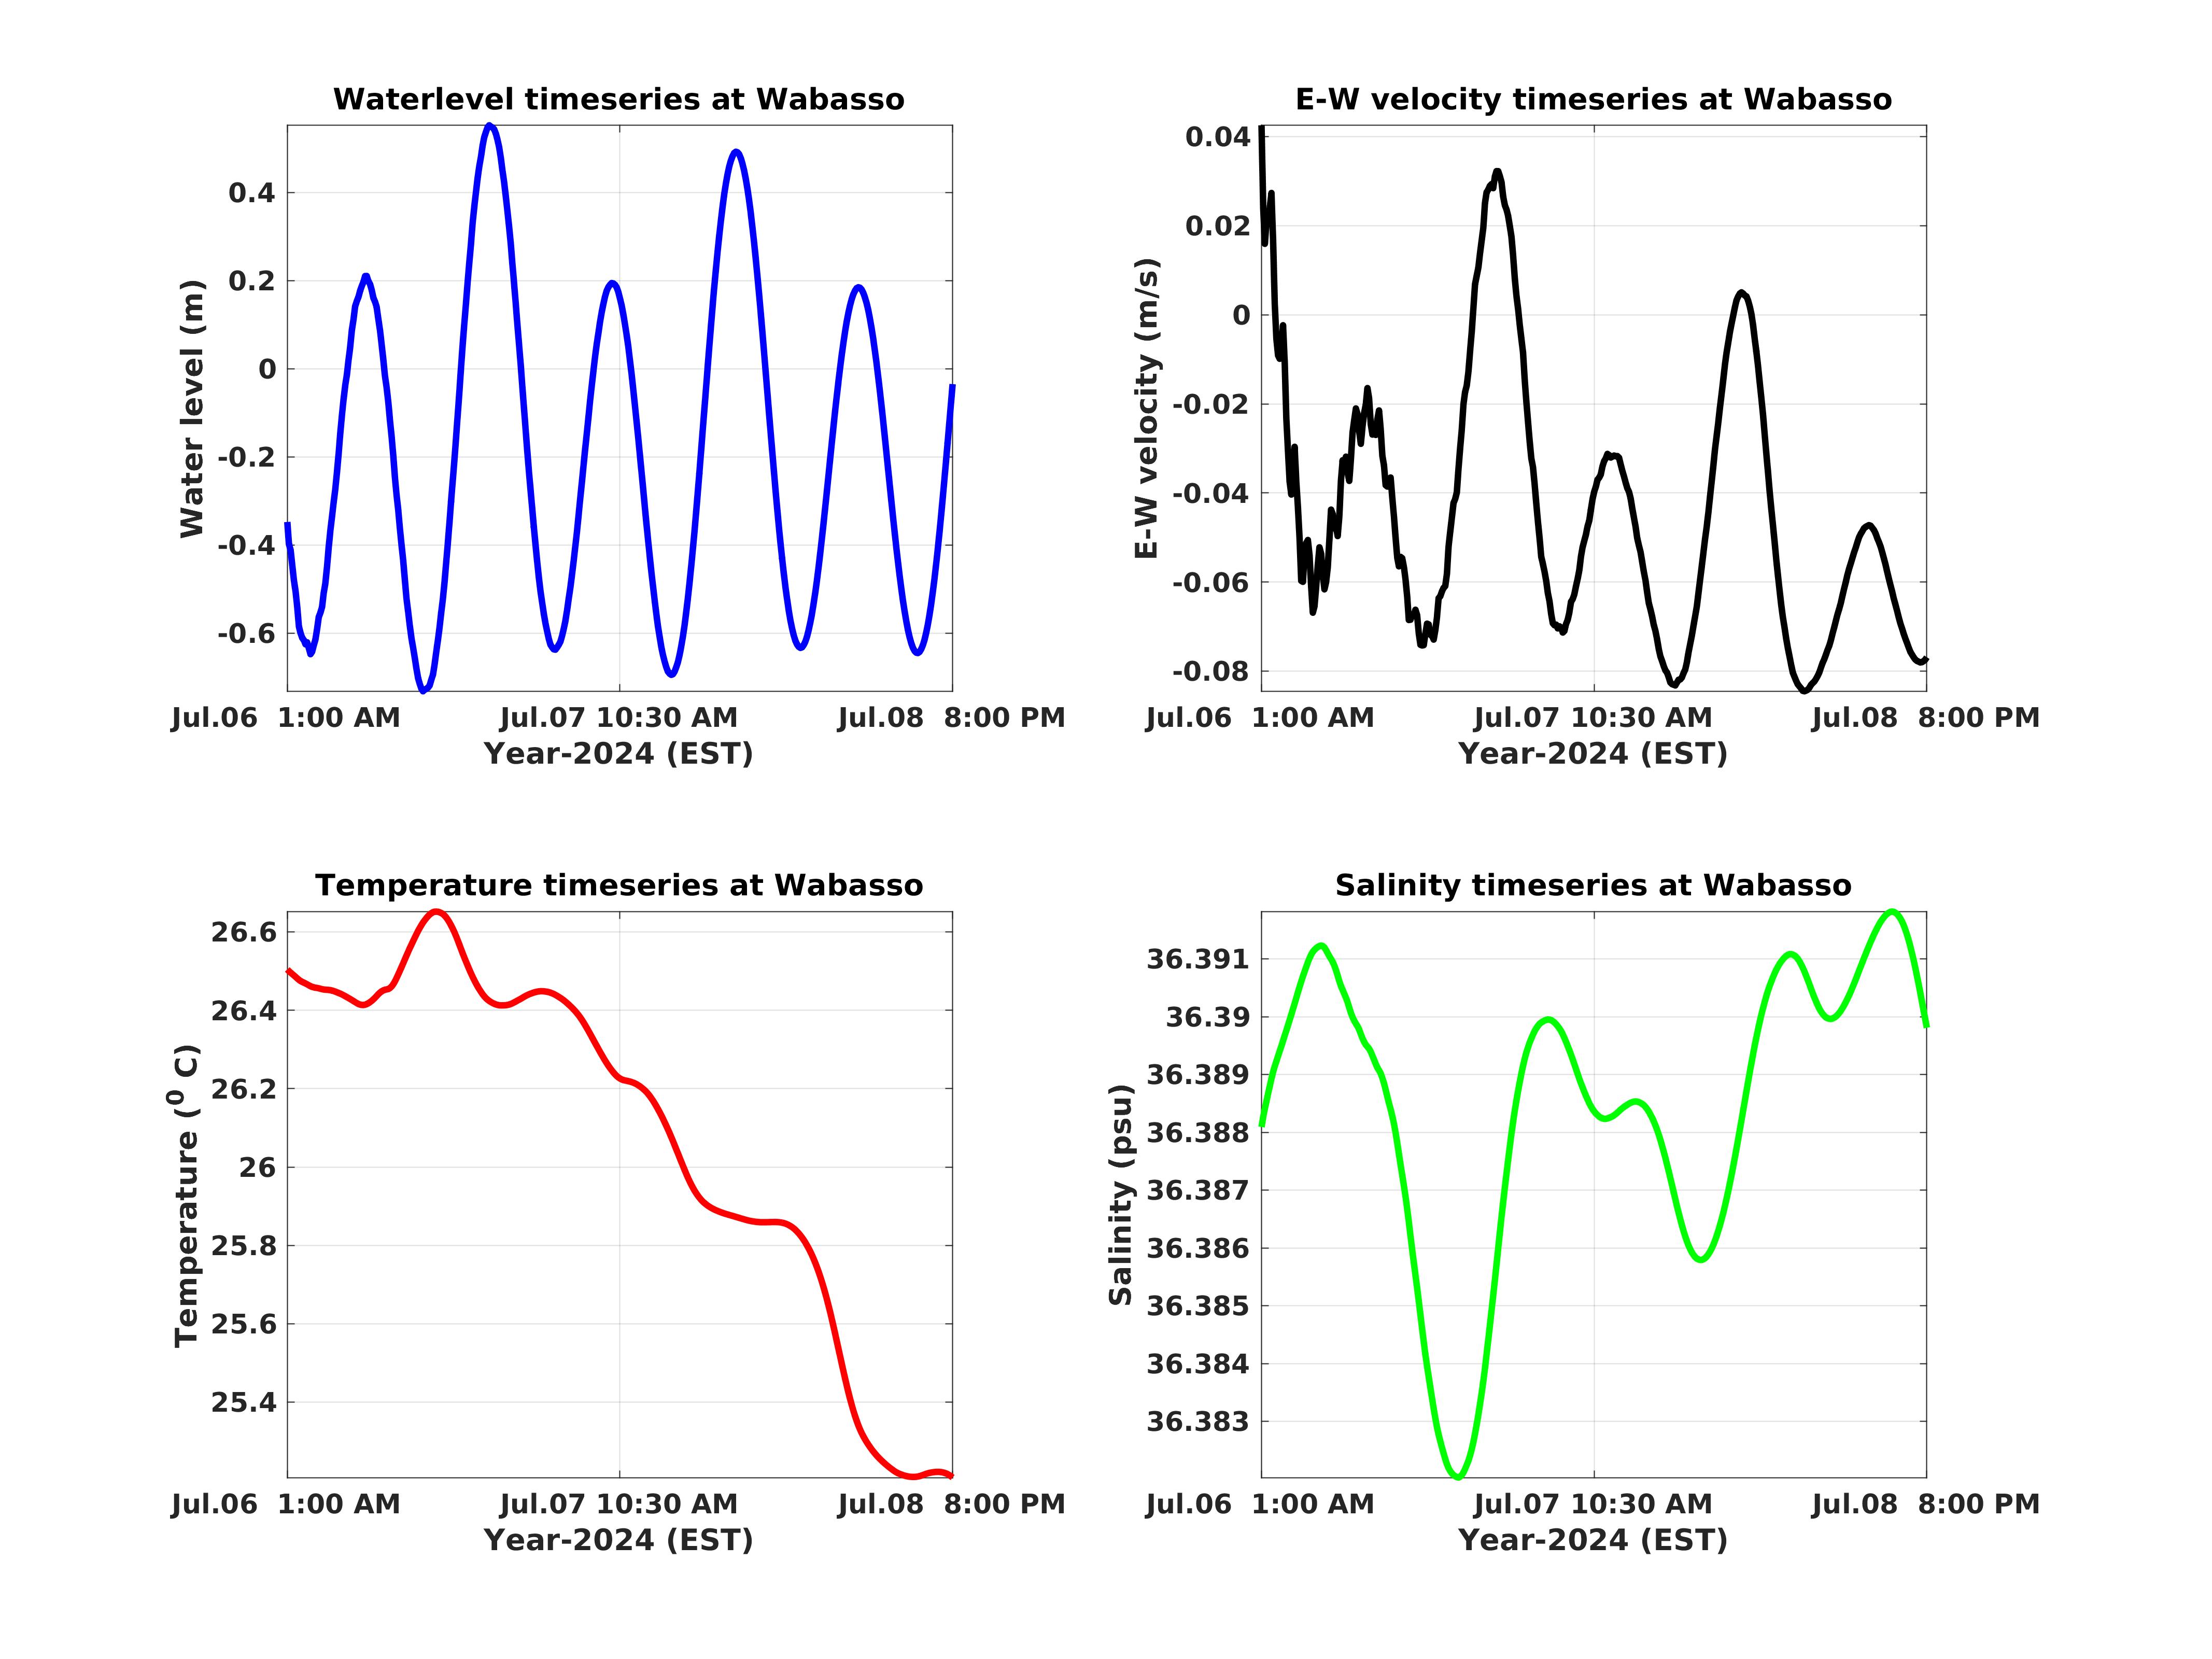 Waterlevel timeseries at Wabasso
0.4
0.2
0
-0.2
-0.4
-0.6
Water level (m)
Jul.06 1:00 AM Jul.07 10:30 AM Jul.08 8:00 PM
Year-2024 (EST)
E-W velocity timeseries at Wabasso
0.04
0.02
0
-0.02
-0.04
-0.06
-0.08
E-W velocity (m/s)
Jul.06 1:00 AM Jul.07 10:30 AM Jul.08 8:00 PM
Year-2024 (EST)
Temperature timeseries at Wabasso
26.6
26.4
26.2
26
25.8
25.6
25.4
Temperature (⁰ C)
Jul.06 1:00 AM Jul.07 10:30 AM Jul.08 8:00 PM
Year-2024 (EST)
Salinity timeseries at Wabasso
36.391
36.39
36.389
36.388
36.387
36.386
36.385
36.384
36.383
Salinity (psu)
Jul.06 1:00 AM Jul.07 10:30 AM Jul.08 8:00 PM
Year-2024 (EST)